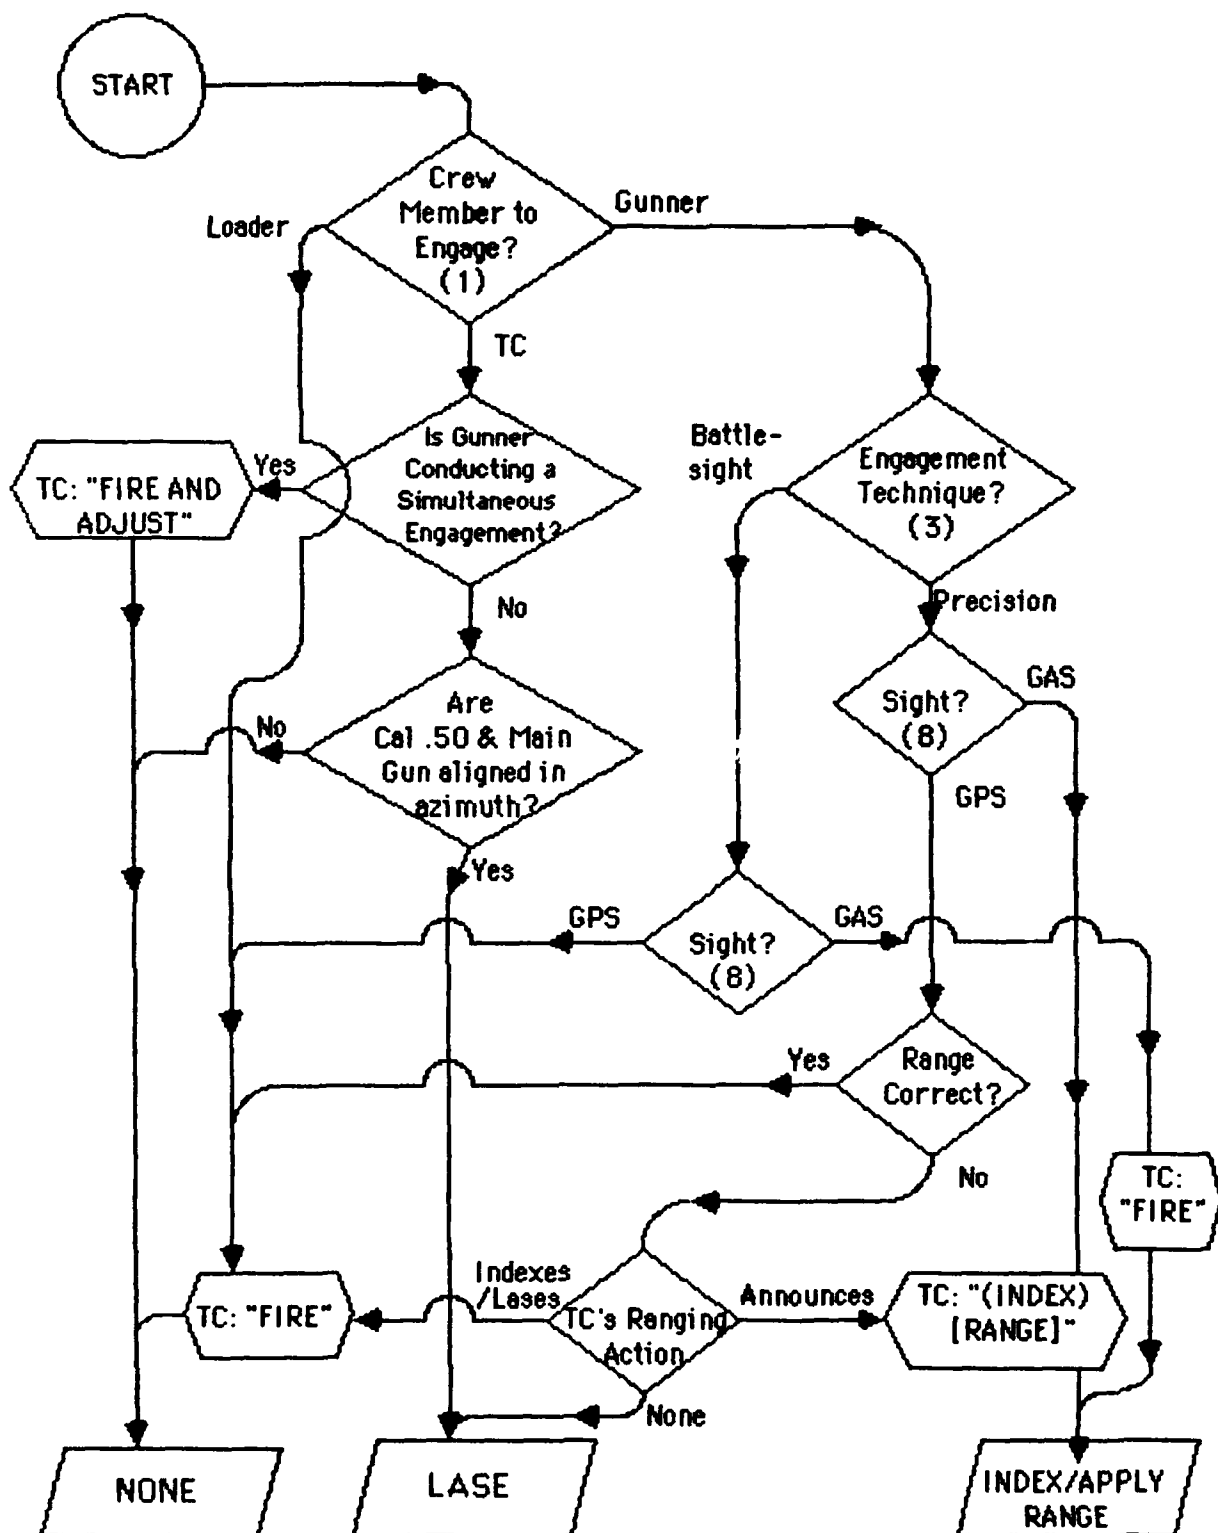 START
Crew
Member to
Engage?
(1)
Loader
Gunner
TC
Is Gunner
Conducting a
Simultaneous
Engagement?
Yes
TC: "FIRE AND
ADJUST"
No
Battle-
sight
Engagement
Technique?
(3)
Precision
Sight?
(8)
GAS
GPS
Are
Cal .50 & Main
Gun aligned in
azimuth?
No
Yes
GPS
Sight?
(8)
GAS
Yes
Range
Correct?
No
TC:
"FIRE"
Indexes
/Lases
TC: "FIRE"
TC's Ranging
Action
Announces
TC: "(INDEX)
[RANGE]"
None
NONE
LASE
INDEX/APPLY
RANGE